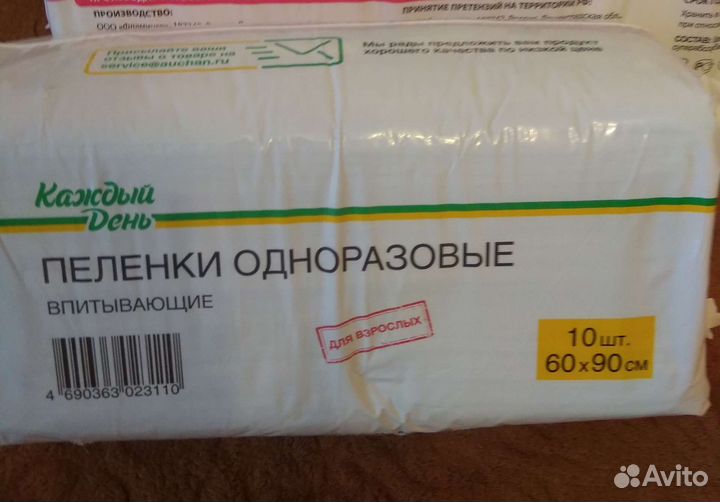 ПРОИЗВОДСТВО:
ПРИНЯТИЕ ПРЕТЕНЗИЙ НА ТЕРРИТОРИИ РФ:
Присылайте ваши
отзывы о товаре на
service@auchan.ru
Мы рады предложить вам продукт
хорошего качества по низкой цене
Каждый
День
ПЕЛЕНКИ ОДНОРАЗОВЫЕ
ВПИТЫВАЮЩИЕ
ДЛЯ ВЗРОСЛЫХ
10 шт.
60 х 90 см
4 690363 023110
Avito